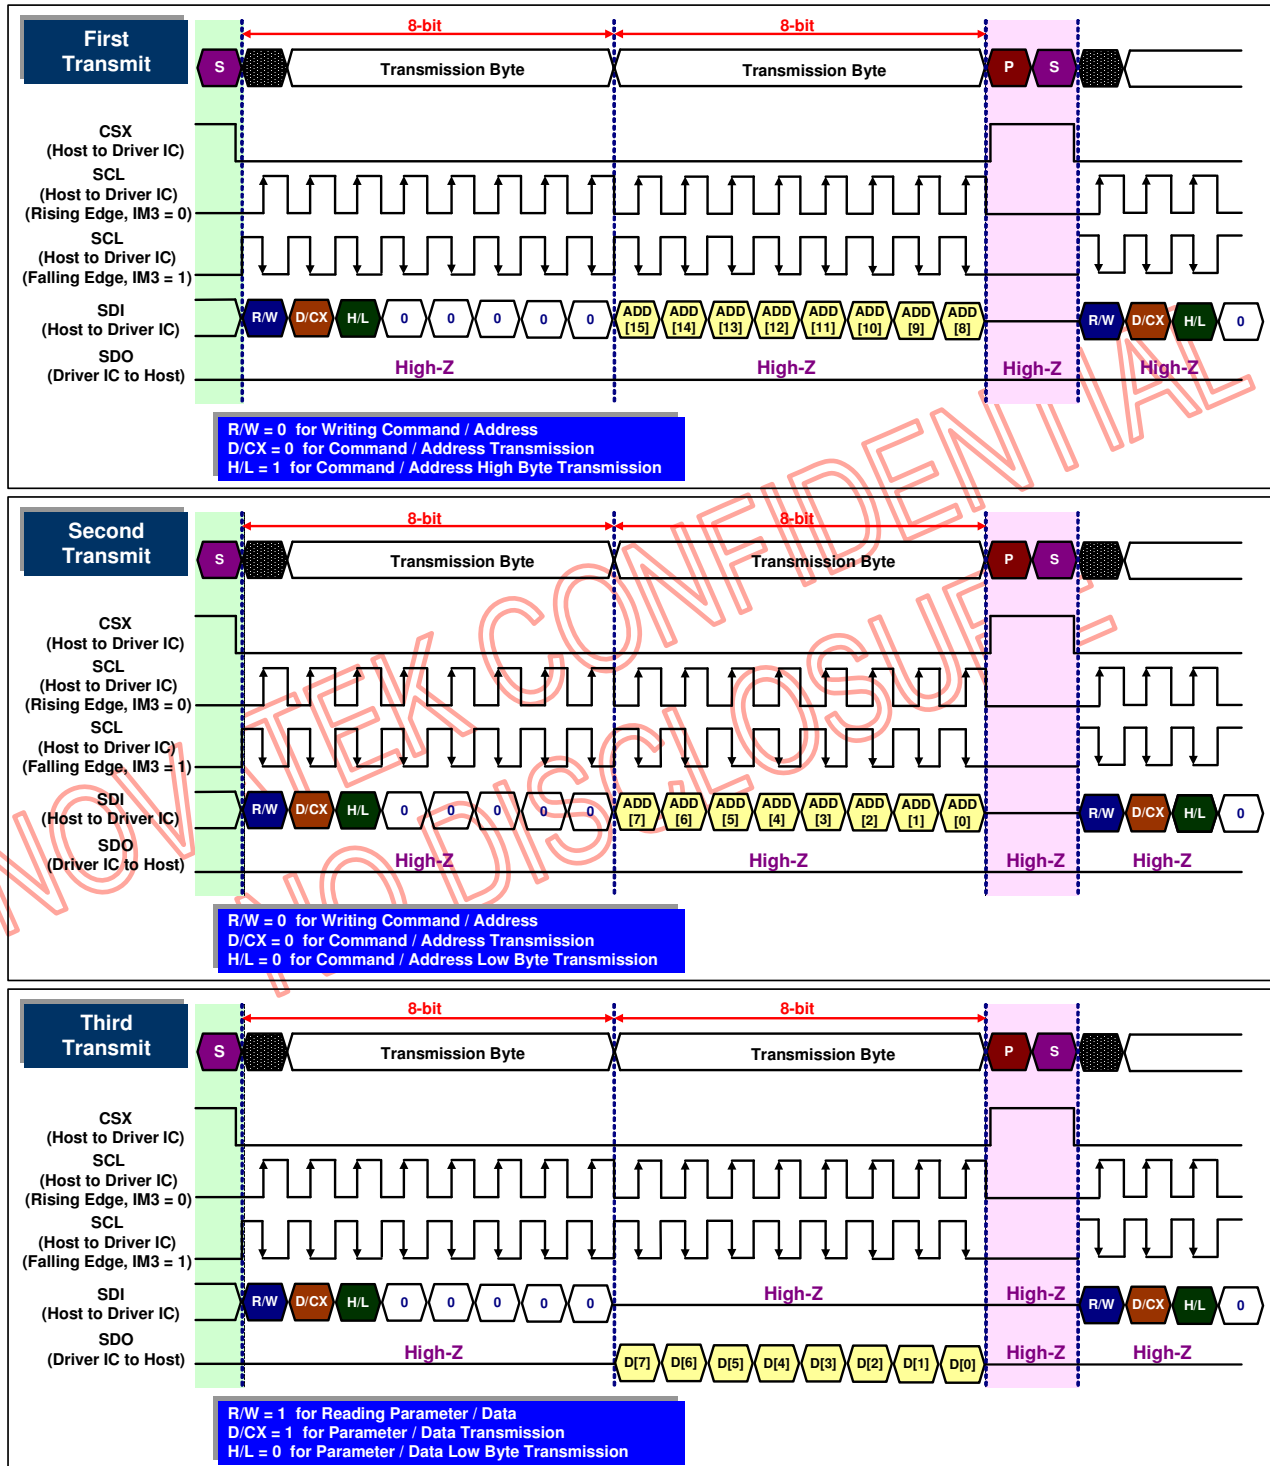 First
Transmit
8-bit 8-bit
S Transmission Byte Transmission Byte P S
CSX
(Host to Driver IC)
SCL
(Host to Driver IC)
(Rising Edge, IM3 = 0)
SCL
(Host to Driver IC)
(Falling Edge, IM3 = 1)
SDI
(Host to Driver IC)
R/W D/CX H/L 0 0 0 0 0 ADD [15] ADD [14] ADD [13] ADD [12] ADD [11] ADD [10] ADD [9] ADD [8] R/W D/CX H/L 0
SDO
(Driver IC to Host)
High-Z High-Z High-Z High-Z
R/W = 0 for Writing Command / Address
D/CX = 0 for Command / Address Transmission
H/L = 1 for Command / Address High Byte Transmission
Second
Transmit
8-bit 8-bit
S Transmission Byte Transmission Byte P S
CSX
(Host to Driver IC)
SCL
(Host to Driver IC)
(Rising Edge, IM3 = 0)
SCL
(Host to Driver IC)
(Falling Edge, IM3 = 1)
SDI
(Host to Driver IC)
R/W D/CX H/L 0 0 0 0 0 ADD [7] ADD [6] ADD [5] ADD [4] ADD [3] ADD [2] ADD [1] ADD [0] R/W D/CX H/L 0
SDO
(Driver IC to Host)
High-Z High-Z High-Z High-Z
R/W = 0 for Writing Command / Address
D/CX = 0 for Command / Address Transmission
H/L = 0 for Command / Address Low Byte Transmission
Third
Transmit
8-bit 8-bit
S Transmission Byte Transmission Byte P S
CSX
(Host to Driver IC)
SCL
(Host to Driver IC)
(Rising Edge, IM3 = 0)
SCL
(Host to Driver IC)
(Falling Edge, IM3 = 1)
SDI
(Host to Driver IC)
R/W D/CX H/L 0 0 0 0 0 High-Z High-Z R/W D/CX H/L 0
SDO
(Driver IC to Host)
High-Z D[7] D[6] D[5] D[4] D[3] D[2] D[1] D[0] High-Z High-Z
R/W = 1 for Reading Parameter / Data
D/CX = 1 for Parameter / Data Transmission
H/L = 0 for Parameter / Data Low Byte Transmission
NOVATEK CONFIDENTIAL
NO DISCLOSURE